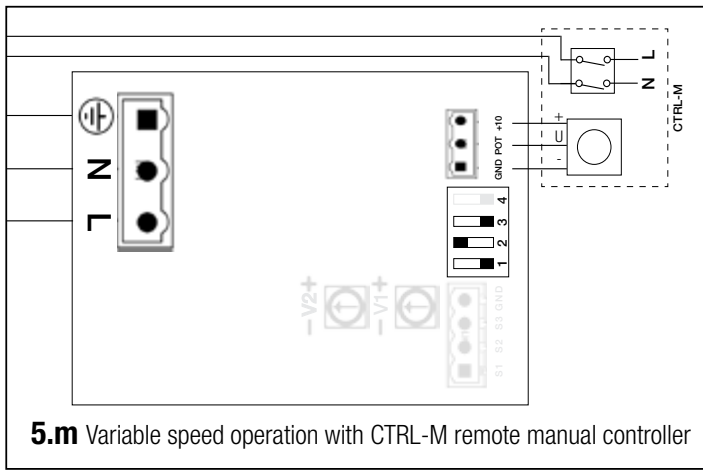 L
N
CTRL-M
+
U
-
+10
POT
GND
N
L
4
3
2
1
- V2 +
- V1 +
GND
S3
S2
S1
5.m Variable speed operation with CTRL-M remote manual controller